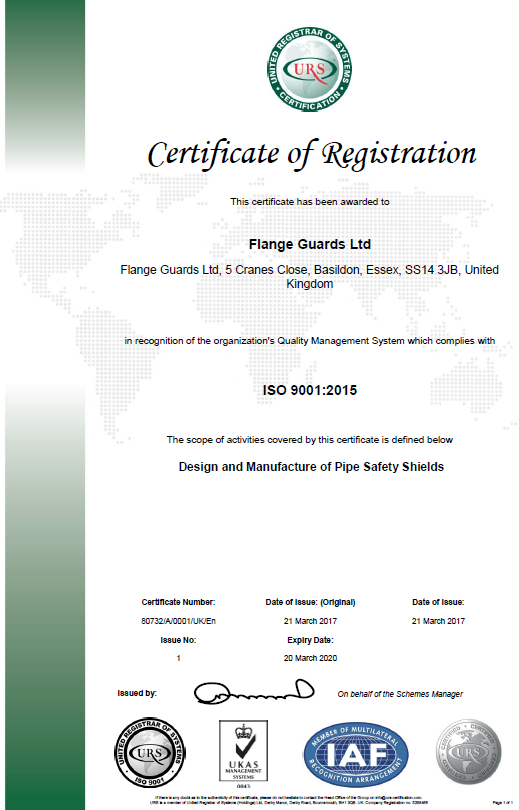 UNITED REGISTRAR OF SYSTEMS
URS
CERTIFICATION
Certificate of Registration
This certificate has been awarded to
Flange Guards Ltd
Flange Guards Ltd, 5 Cranes Close, Basildon, Essex, SS14 3JB, United
Kingdom
in recognition of the organization's Quality Management System which complies with
ISO 9001:2015
The scope of activities covered by this certificate is defined below
Design and Manufacture of Pipe Safety Shields
Certificate Number: Date of Issue: (Original) Date of Issue:
80732/A/0001/UK/En 21 March 2017 21 March 2017
Issue No: Expiry Date:
1 20 March 2020
Issued by: On behalf of the Schemes Manager
UNITED REGISTRAR OF SYSTEMS
URS
ISO 9001
UKAS
MANAGEMENT
SYSTEMS
0043
MEMBER OF MULTILATERAL
IAF
RECOGNITION ARRANGEMENT
CERTIFIED
URS
If there is any doubt as to the authenticity of this certificate, please do not hesitate to contact the Head Office of the Group on info@urs-certification.com.
URS is a member of United Registrar of Systems (Holdings) Ltd, Derby Manor, Derby Road, Bournemouth, BH1 3QB, UK. Company Registration no. Page 1 of 1